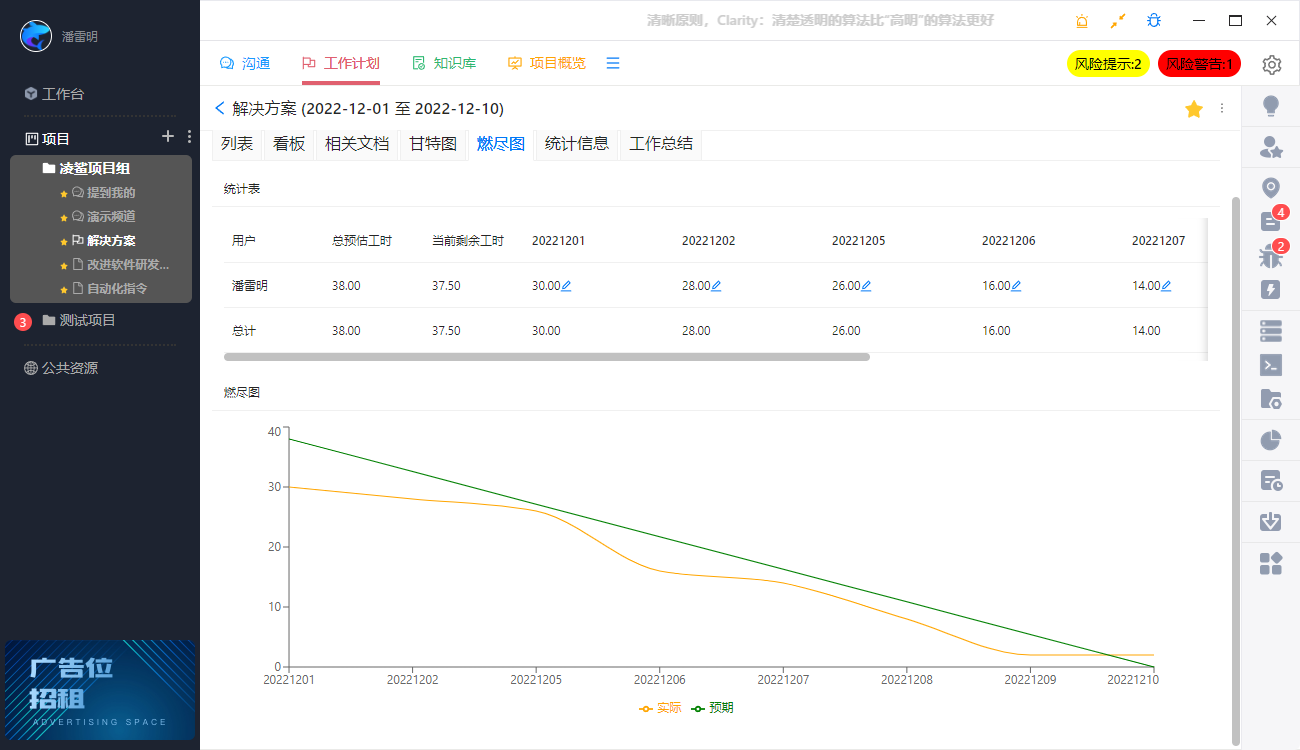 潘雷明
清晰原则，Clarity：清楚透明的算法比“高明”的算法更好
沟通
工作计划
知识库
项目概览
风险提示:2
风险警告:1
工作台
项目
凌鲨项目组
提到我的
演示频道
解决方案
改进软件研发...
自动化指令
3
测试项目
公共资源
广告位
招租
ADVERTISING SPACE
解决方案 (2022-12-01 至 2022-12-10)
列表 看板 相关文档 甘特图 燃尽图 统计信息 工作总结
统计表
用户 总预估工时 当前剩余工时 20221201 20221202 20221205 20221206 20221207
潘雷明 38.00 37.50 30.00 28.00 26.00 16.00 14.00
总计 38.00 37.50 30.00 28.00 26.00 16.00 14.00
燃尽图
40
30
20
10
0
20221201 20221202 20221205 20221206 20221207 20221208 20221209 20221210
实际 预期
4
2